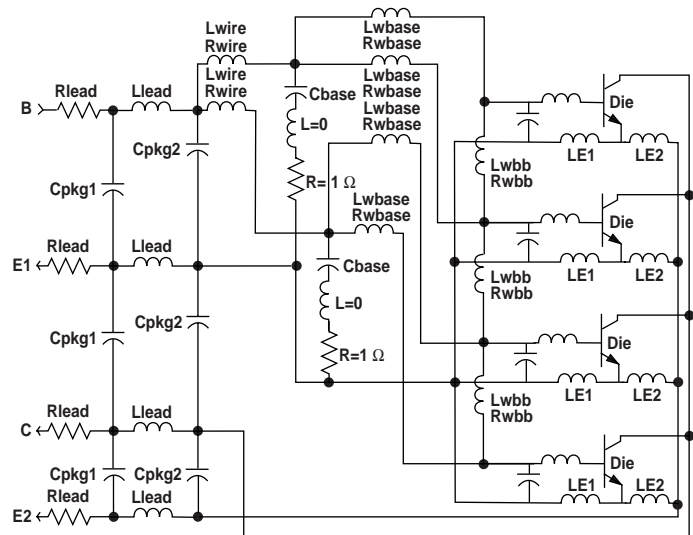 Lwire
Rwire
Lwire
Rwire
Lwbase
Rwbase
Lwbase
Rwbase
Lwbase
Rwbase
B
Rlead
Llead
Cbase
L=0
R= 1 Ω
Cpkg2
Cpkg1
Die
LE1
LE2
Lwbb
Rwbb
Lwbase
Rwbase
E1
Rlead
Llead
Cbase
L=0
R=1 Ω
Cpkg1
Cpkg2
Die
LE1
LE2
Lwbb
Rwbb
Die
LE1
LE2
Lwbb
Rwbb
C
Rlead
Llead
Cpkg1
Cpkg2
Die
LE1
LE2
E2
Rlead
Llead